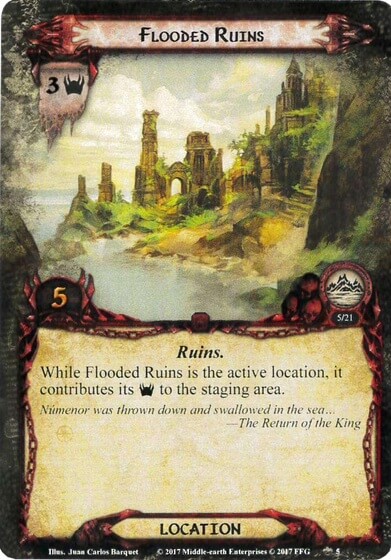 FLOODED RUINS
3
5
5/21
Ruins.
While Flooded Ruins is the active location, it
contributes its to the staging area.
Númenor was thrown down and swallowed in the sea…
—The Return of the King
LOCATION
Illus. Juan Carlos Barquet © 2017 Middle-earth Enterprises © 2017 FFG 5